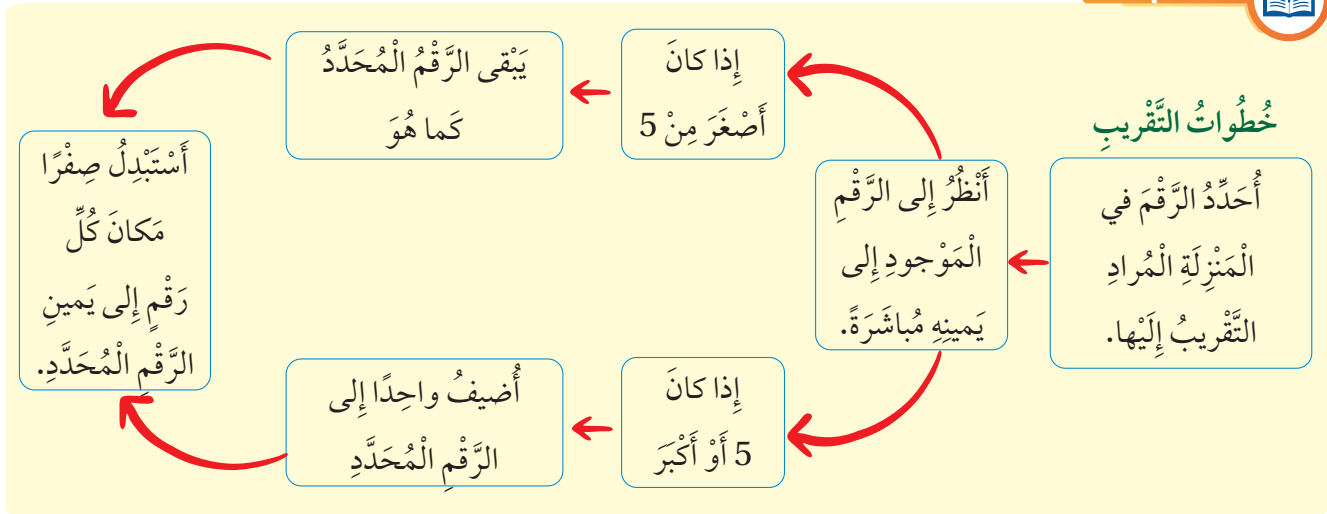 خُطُواتُ التَّقْريبِ
أُحَدِّدُ الرَّقْمَ في
الْمَنْزِلَةِ الْمُرادِ
التَّقْريبُ إِلَيْها.
أَنْظُرُ إِلى الرَّقْمِ
الْمَوْجودِ إِلى
يَمينِهِ مُباشَرَةً.
إِذا كانَ
أَصْغَرَ مِنْ 5
يَبْقى الرَّقْمُ الْمُحَدَّدُ
كَما هُوَ
إِذا كانَ
5 أَوْ أَكْبَرَ
أُضيفُ واحِدًا إِلى
الرَّقْمِ الْمُحَدَّدِ
أَسْتَبْدِلُ صِفْرًا
مَكانَ كُلِّ
رَقْمٍ إِلى يَمينِ
الرَّقْمِ الْمُحَدَّدِ.